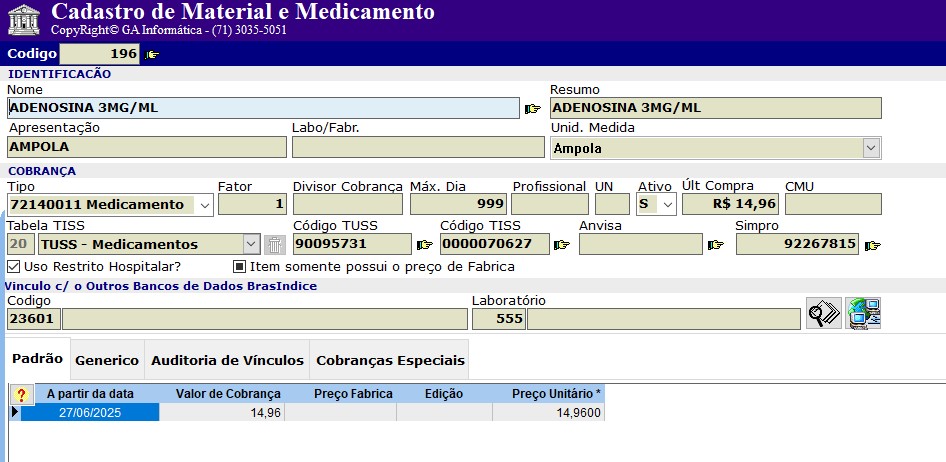 Cadastro de Material e Medicamento
CopyRight© GA Informática - (71) 3035-5051
Codigo 196
IDENTIFICACÃO
Nome Resumo
ADENOSINA 3MG/ML ADENOSINA 3MG/ML
Apresentação Labo/Fabr. Unid. Medida
AMPOLA Ampola
COBRANÇA
Tipo Fator Divisor Cobrança Máx. Dia Profissional UN Ativo Últ Compra CMU
72140011 Medicamento 1 999 S R$ 14,96
Tabela TISS Código TUSS Código TISS Anvisa Simpro
20 TUSS - Medicamentos 90095731 0000070627 92267815
Uso Restrito Hospitalar? Item somente possui o preço de Fabrica
Vinculo c/ o Outros Bancos de Dados BrasIndice
Codigo Laboratório
23601 555
Padrão Generico Auditoria de Vínculos Cobranças Especiais
? A partir da data Valor de Cobrança Preço Fabrica Edição Preço Unitário *
27/06/2025 14,96 14,9600